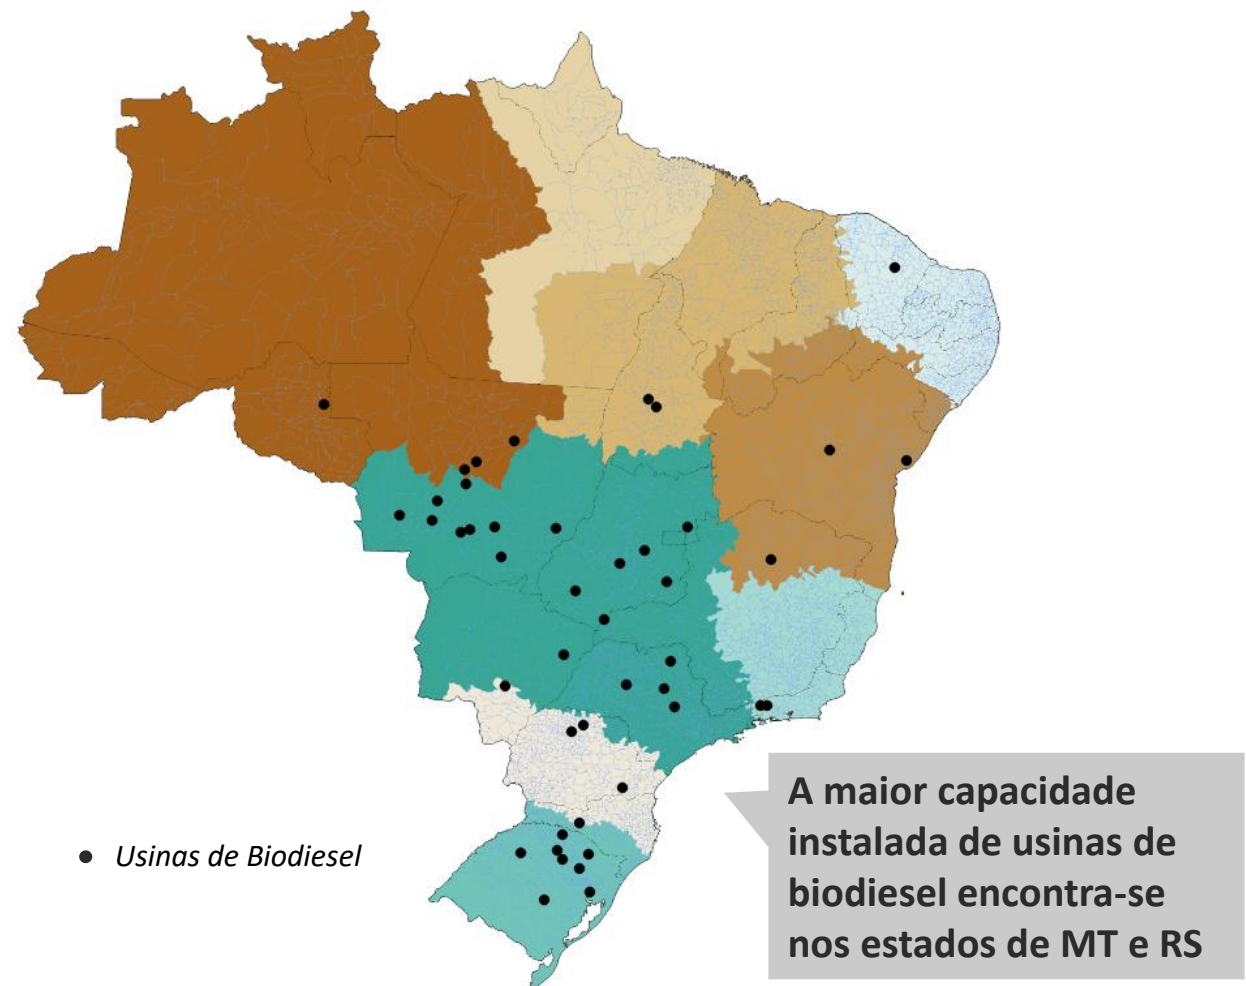 Usinas de Biodiesel
A maior capacidade
instalada de usinas de
biodiesel encontra-se
nos estados de MT e RS